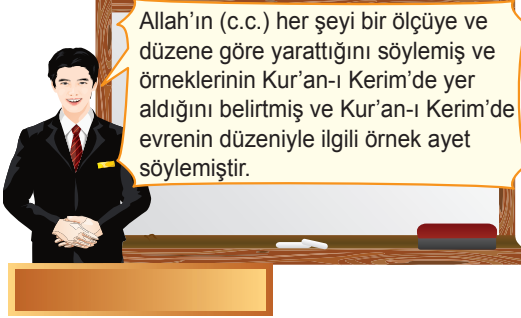 Allah’ın (c.c.) her şeyi bir ölçüye ve
düzene göre yarattığını söylemiş ve
örneklerinin Kur’an-ı Kerim’de yer
aldığını belirtmiş ve Kur’an-ı Kerim’de
evrenin düzeniyle ilgili örnek ayet
söylemiştir.